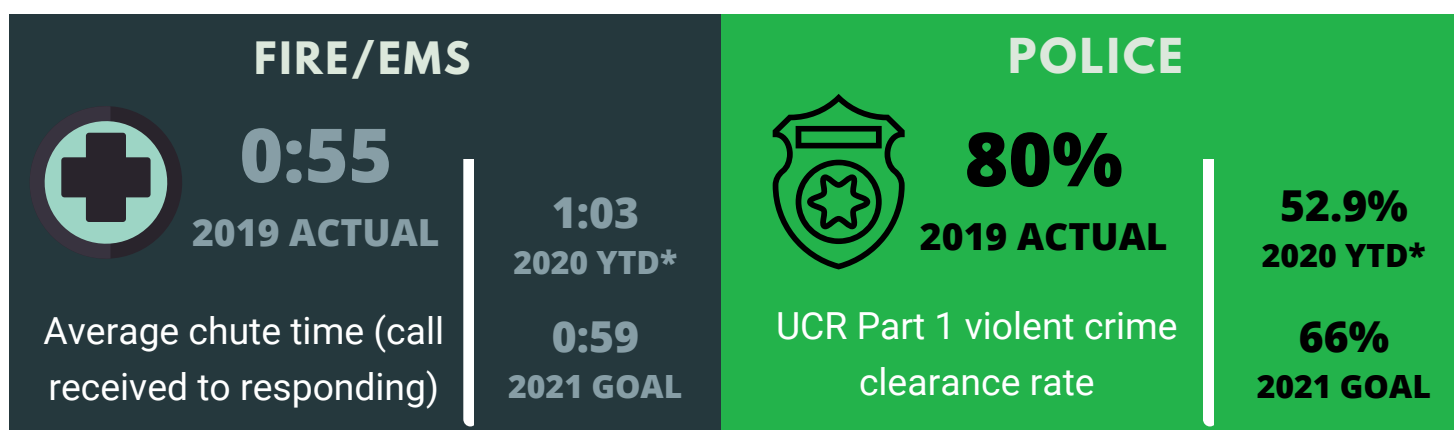 FIRE/EMS
0:55
2019 ACTUAL
Average chute time (call
received to responding)
1:03
2020 YTD*
0:59
2021 GOAL
POLICE
80%
2019 ACTUAL
UCR Part 1 violent crime
clearance rate
52.9%
2020 YTD*
66%
2021 GOAL